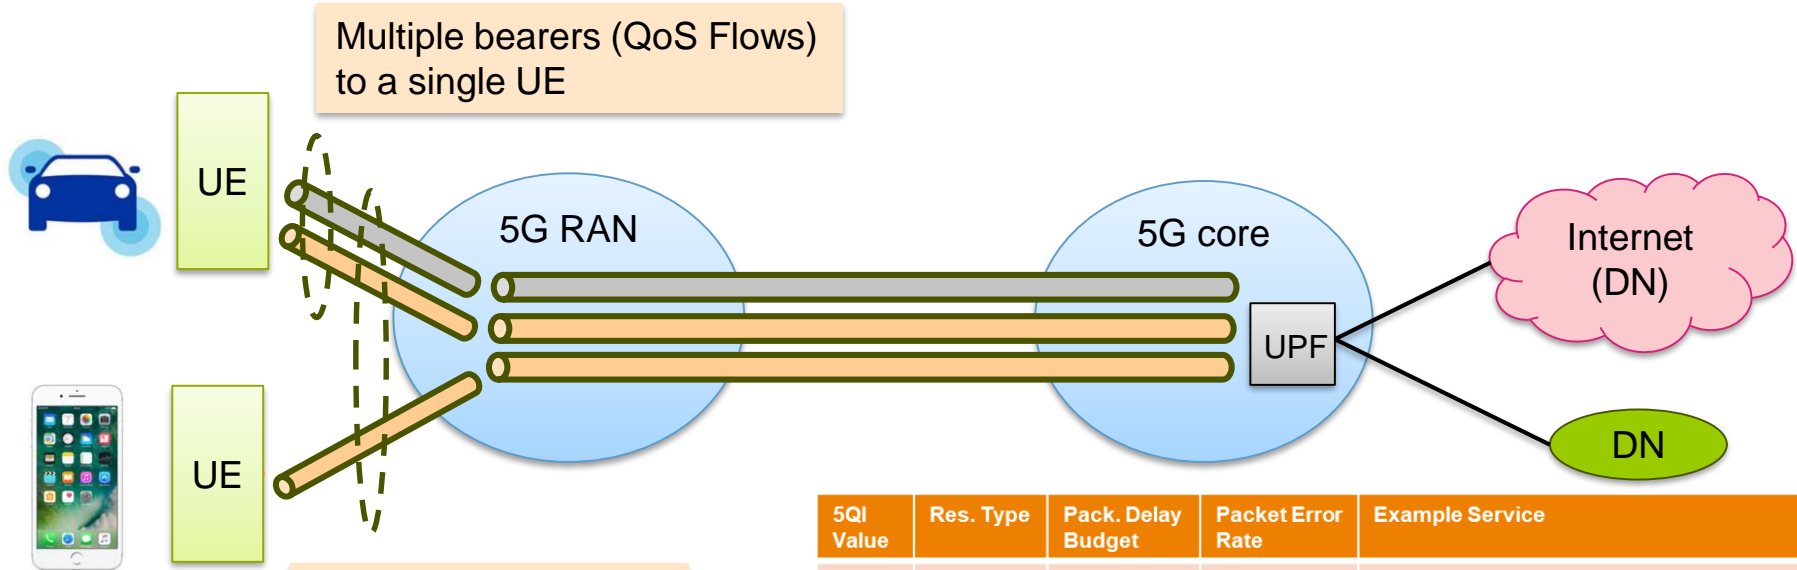 Multiple bearers (QoS Flows)
to a single UE
UE
5G RAN
5G core
Internet
(DN)
UPF
DN
UE
5QI
Value
Res. Type
Pack. Delay
Budget
Packet Error
Rate
Example Service